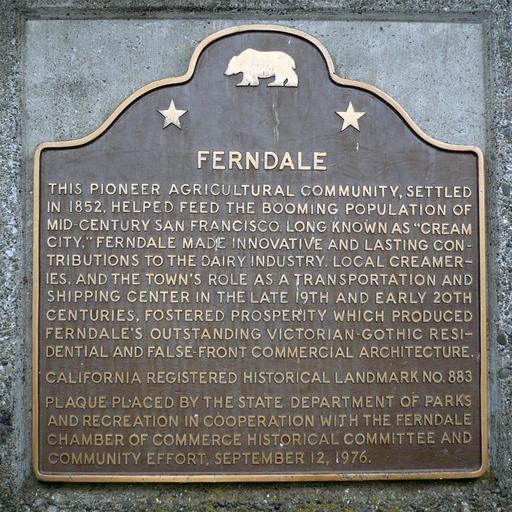 FERNDALE
THIS PIONEER AGRICULTURAL COMMUNITY, SETTLED
IN 1852, HELPED FEED THE BOOMING POPULATION OF
MID-CENTURY SAN FRANCISCO. LONG KNOWN AS "CREAM
CITY," FERNDALE MADE INNOVATIVE AND LASTING CON-
TRIBUTIONS TO THE DAIRY INDUSTRY. LOCAL CREAMER-
IES, AND THE TOWN'S ROLE AS A TRANSPORTATION AND
SHIPPING CENTER IN THE LATE 19TH AND EARLY 20TH
CENTURIES, FOSTERED PROSPERITY WHICH PRODUCED
FERNDALE'S OUTSTANDING VICTORIAN-GOTHIC RESI-
DENTIAL AND FALSE-FRONT COMMERCIAL ARCHITECTURE.
CALIFORNIA REGISTERED HISTORICAL LANDMARK NO. 883
PLAQUE PLACED BY THE STATE DEPARTMENT OF PARKS
AND RECREATION IN COOPERATION WITH THE FERNDALE
CHAMBER OF COMMERCE HISTORICAL COMMITTEE AND
COMMUNITY EFFORT, SEPTEMBER 12, 1976.